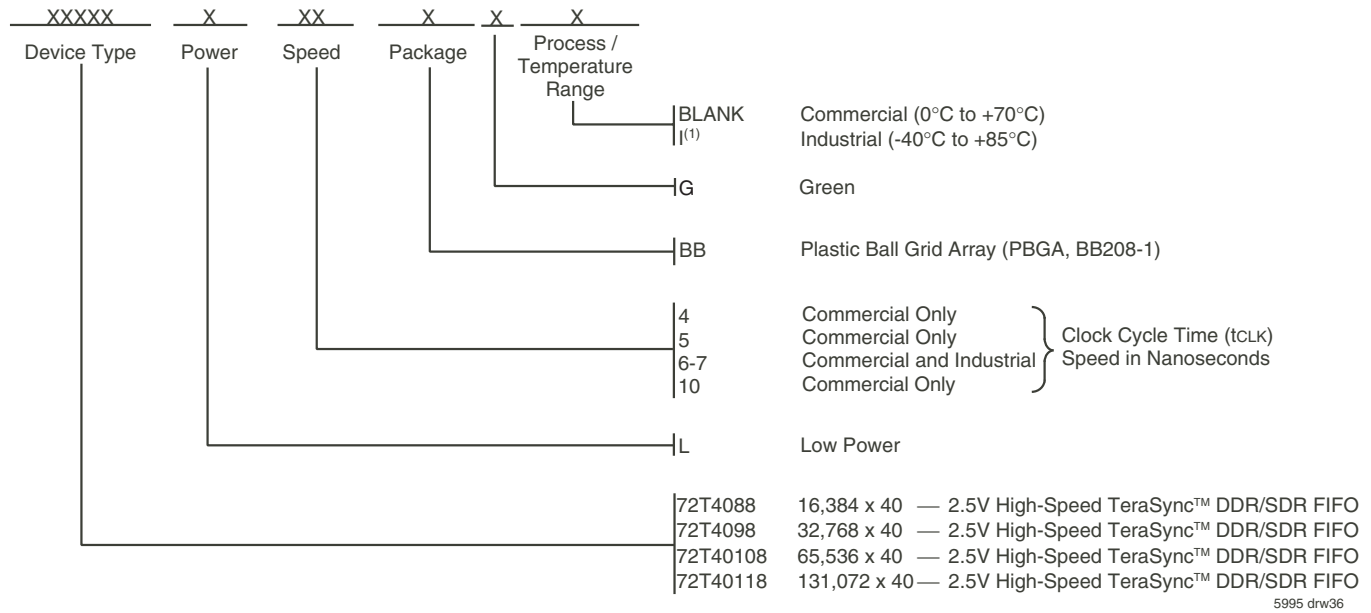 XXXXX X XX X X X
Device Type Power Speed Package Process /
Temperature
Range
BLANK Commercial (0°C to +70°C)
I(1) Industrial (-40°C to +85°C)
G Green
BB Plastic Ball Grid Array (PBGA, BB208-1)
4 Commercial Only
5 Commercial Only
6-7 Commercial and Industrial
10 Commercial Only
Clock Cycle Time (tCLK)
Speed in Nanoseconds
L Low Power
72T4088 16,384 x 40 — 2.5V High-Speed TeraSync™ DDR/SDR FIFO
72T4098 32,768 x 40 — 2.5V High-Speed TeraSync™ DDR/SDR FIFO
72T40108 65,536 x 40 — 2.5V High-Speed TeraSync™ DDR/SDR FIFO
72T40118 131,072 x 40 — 2.5V High-Speed TeraSync™ DDR/SDR FIFO
5995 drw36